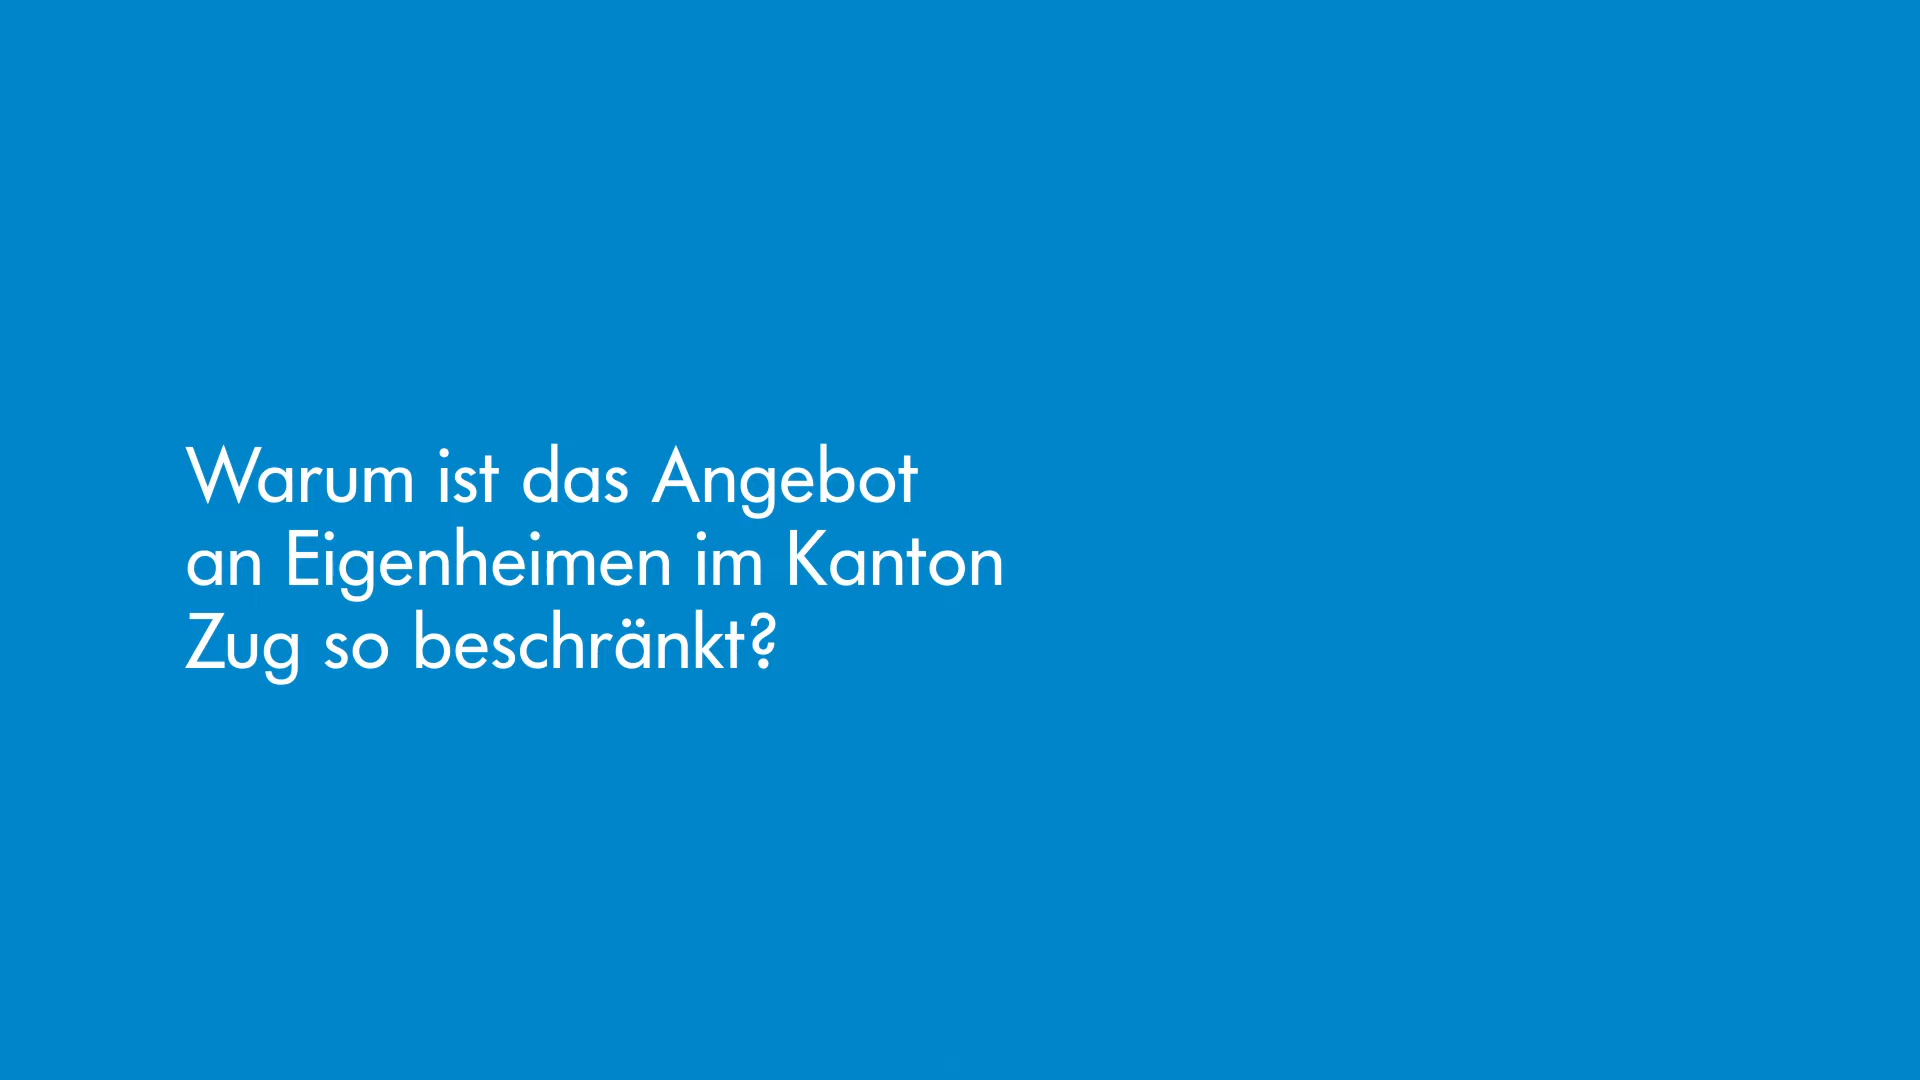 Warum ist das Angebot
an Eigenheimen im Kanton
Zug so beschränkt?